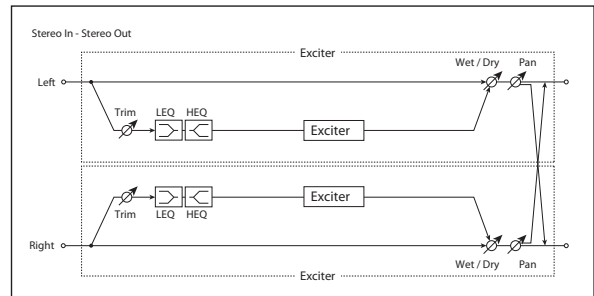 Stereo In - Stereo Out
Exciter
Wet / Dry Pan
Left
Trim LEQ HEQ
Exciter
Exciter
Trim LEQ HEQ
Right
Wet / Dry Pan
Exciter